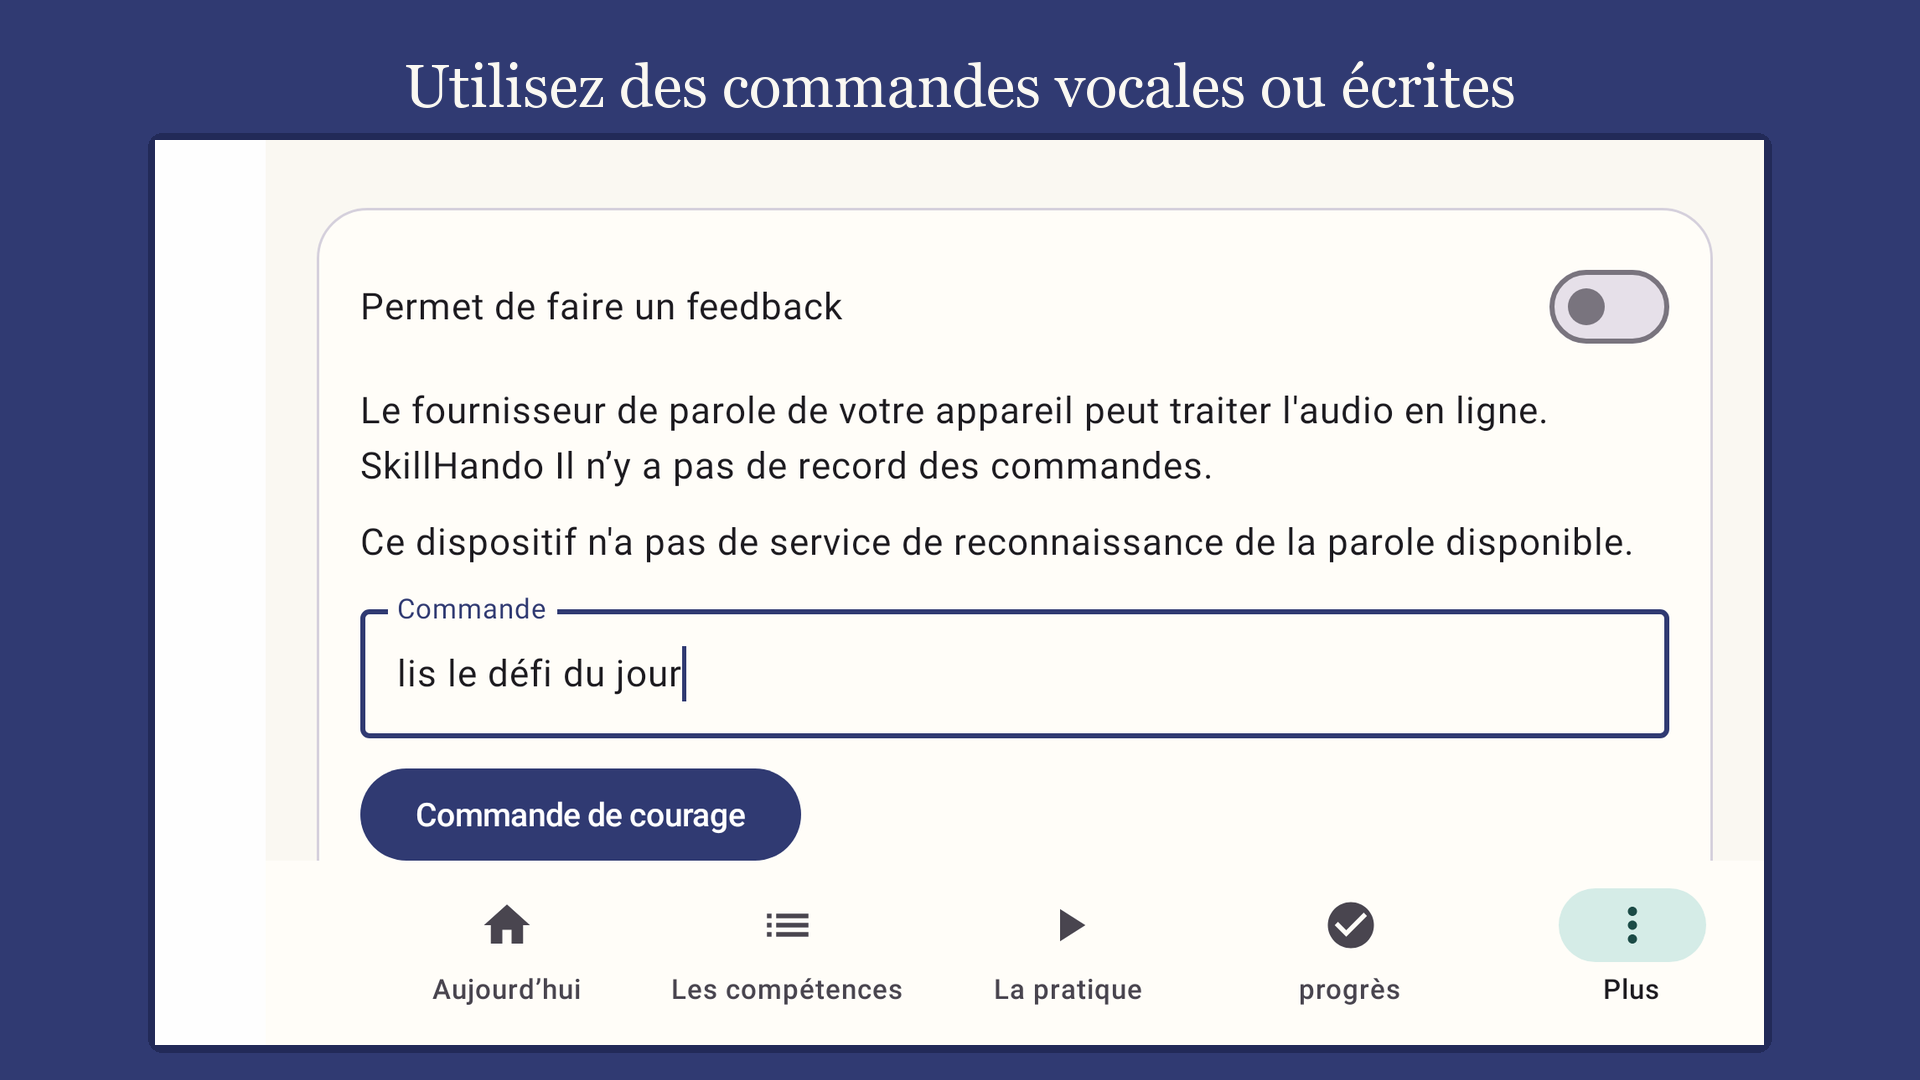 Utilisez des commandes vocales ou écrites
Permet de faire un feedback
Le fournisseur de parole de votre appareil peut traiter l'audio en ligne.
SkillHando Il n’y a pas de record des commandes.
Ce dispositif n'a pas de service de reconnaissance de la parole disponible.
Commande
lis le défi du jour
Commande de courage
Aujourd’hui
Les compétences
La pratique
progrès
Plus